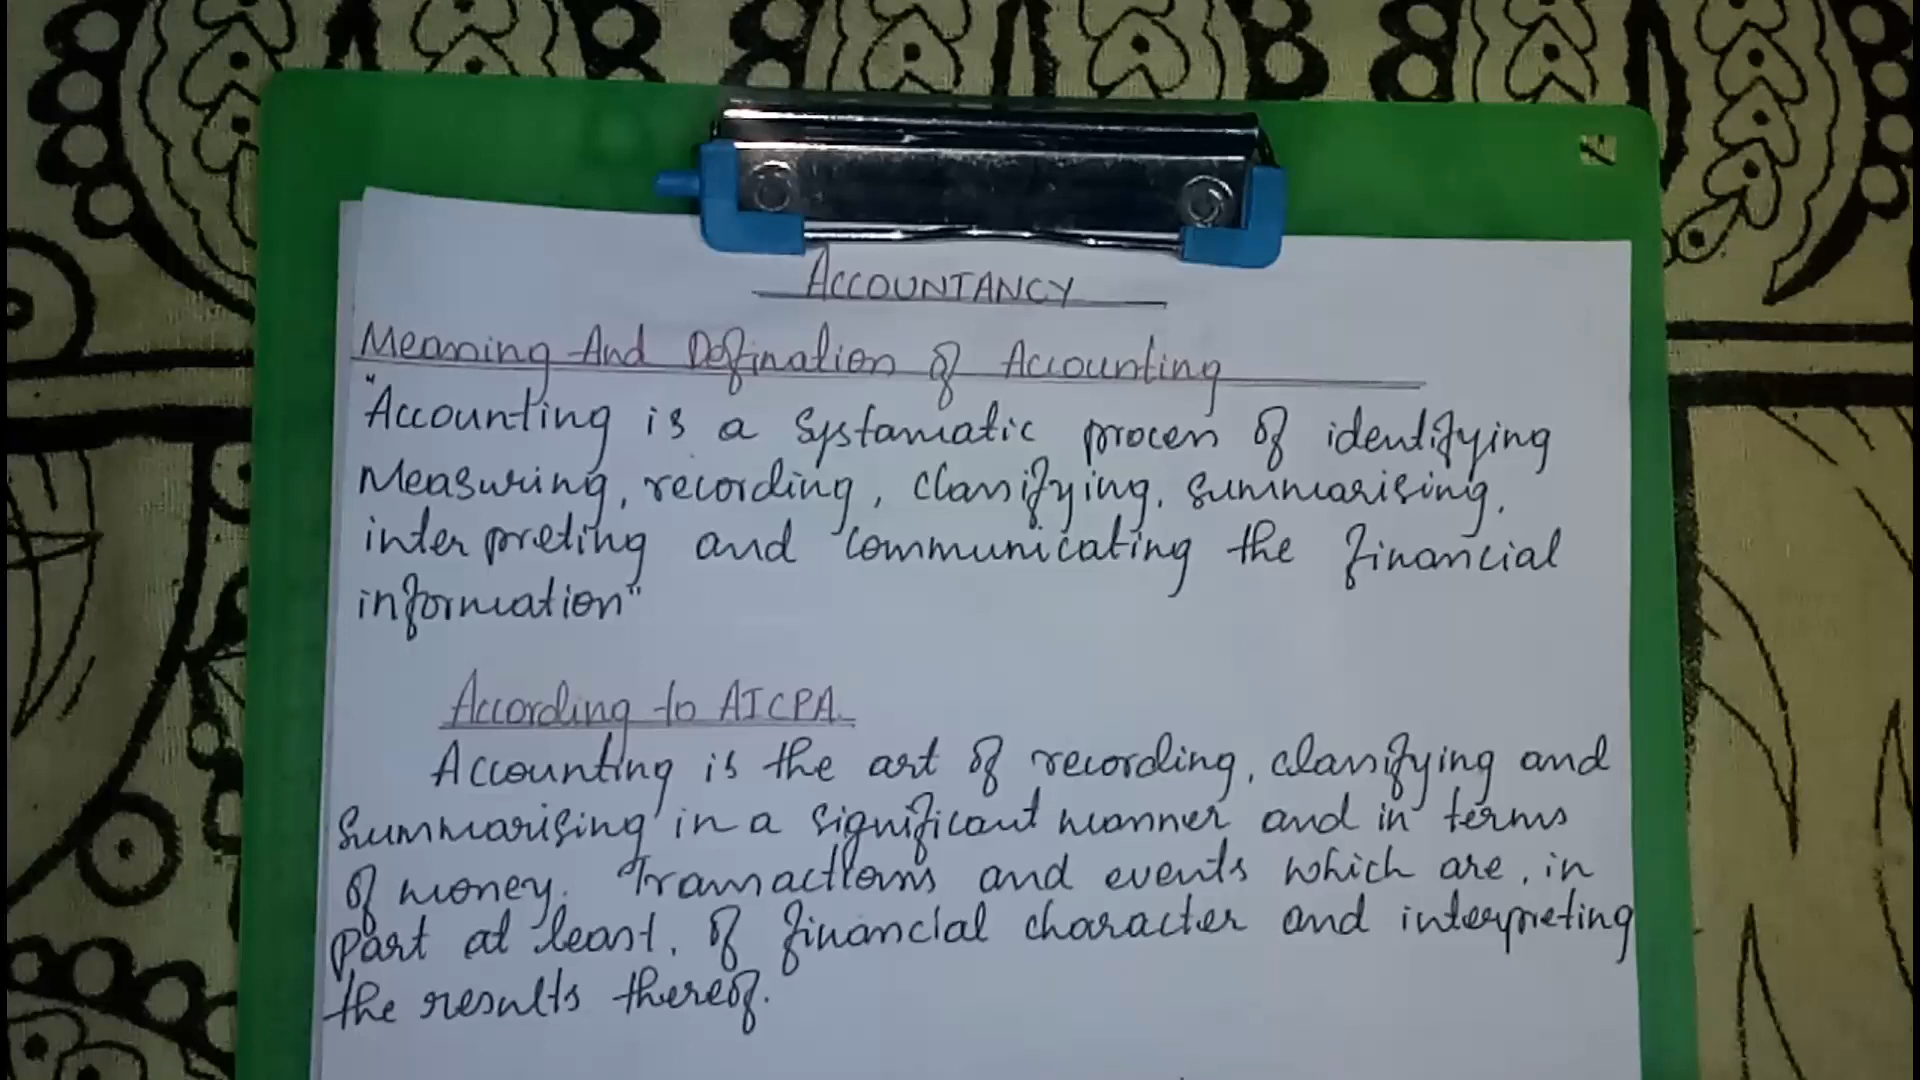 ACCOUNTANCY
Meaning And Defination of Accounting
"Accounting is a Systamatic process of identifying
Measuring, recording, classifying, summarising,
interpreting and communicating the financial
information"
According to AICPA.
Accounting is the art of recording, classifying and
summarising in a significant manner and in terms
of money. Transactions and events which are, in
part at least, of financial character and interpreting
the results thereof.